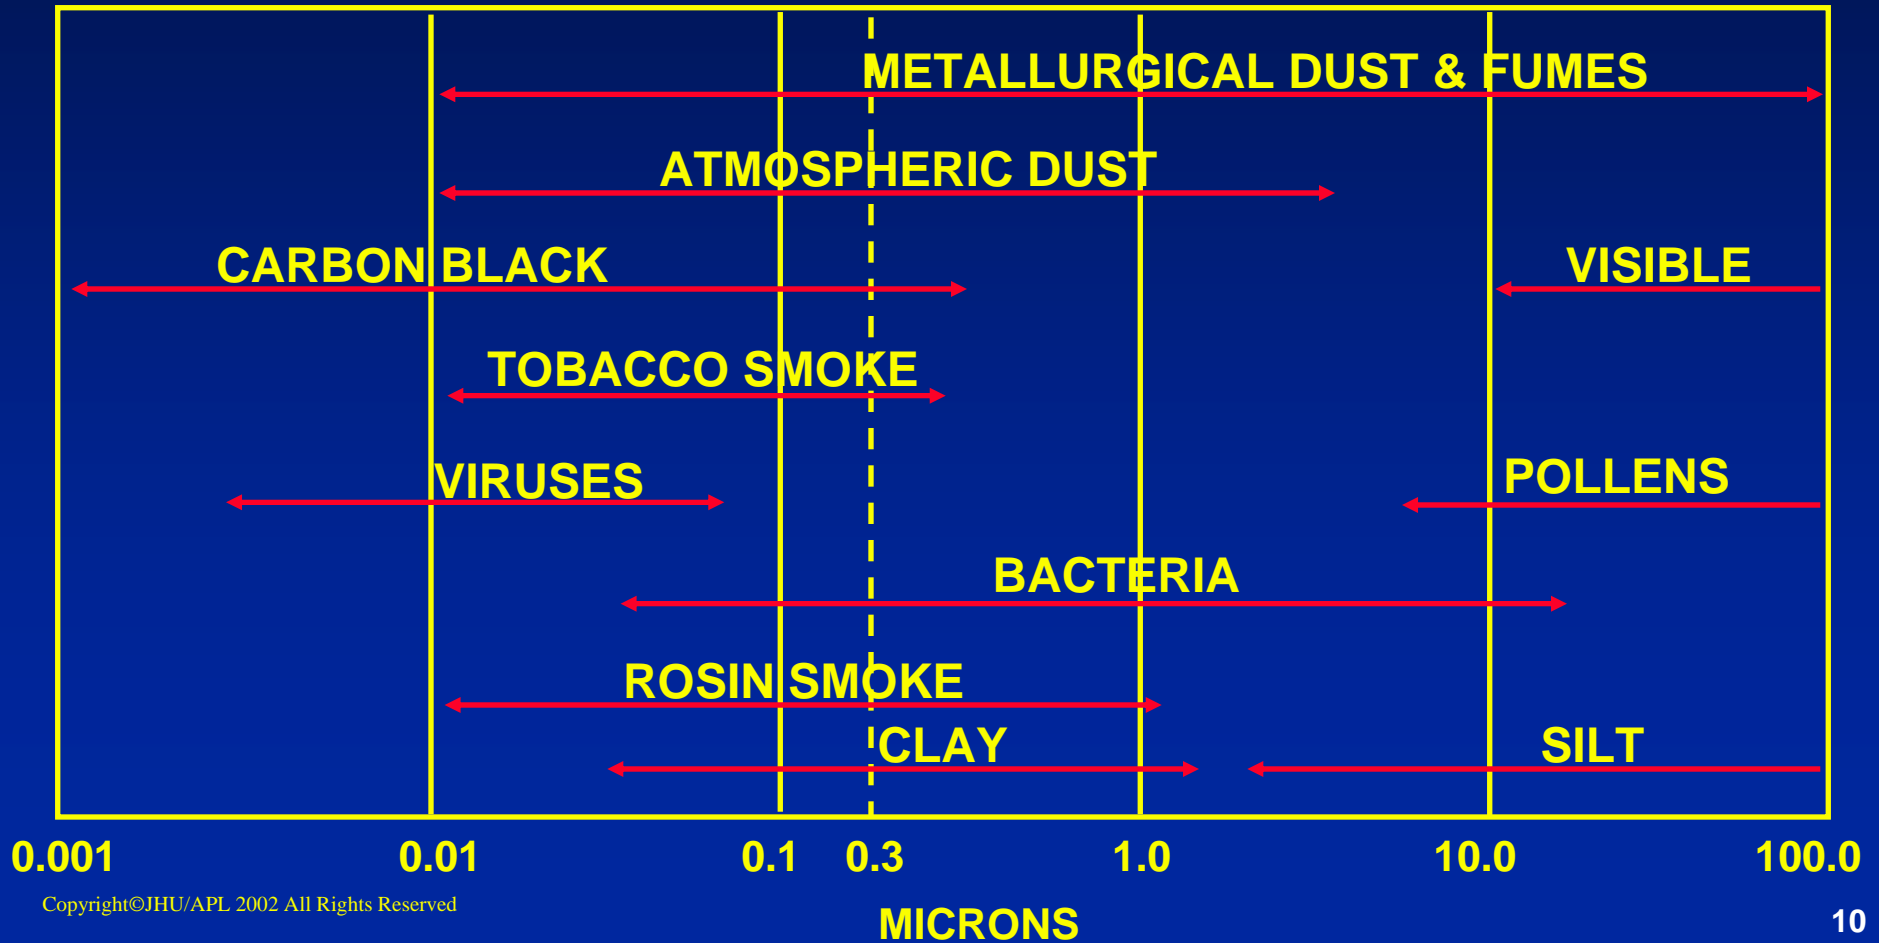 METALLURGICAL DUST & FUMES
ATMOSPHERIC DUST
CARBON BLACK
VISIBLE
TOBACCO SMOKE
VIRUSES
POLLENS
BACTERIA
ROSIN SMOKE
CLAY
SILT
0.001 0.01 0.1 0.3 1.0 10.0 100.0
Copyright©JHU/APL 2002 All Rights Reserved
MICRONS
10